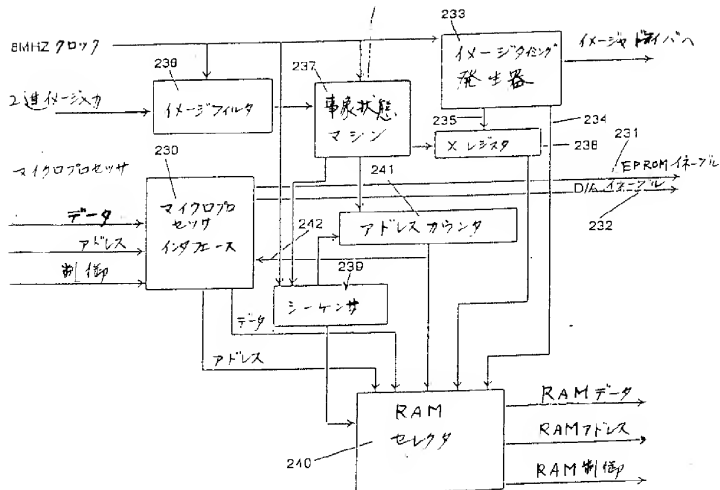 8MHZ クロック
233
イメージタイミング
発生器
イメージャ ドライバへ
236
イメージフィルタ
2進イメージ入力
237
事象状態
マシン
235
234
Xレジスタ
238
231
EPROMイネーブル
D/Aイネーブル
232
マイクロプロセッサ
230
マイクロプロ
セッサ
インタフェース
データ
アドレス
制御
241
アドレスカウンタ
242
239
シーケンサ
データ
アドレス
RAM
セレクタ
240
RAMデータ
RAMアドレス
RAM制御